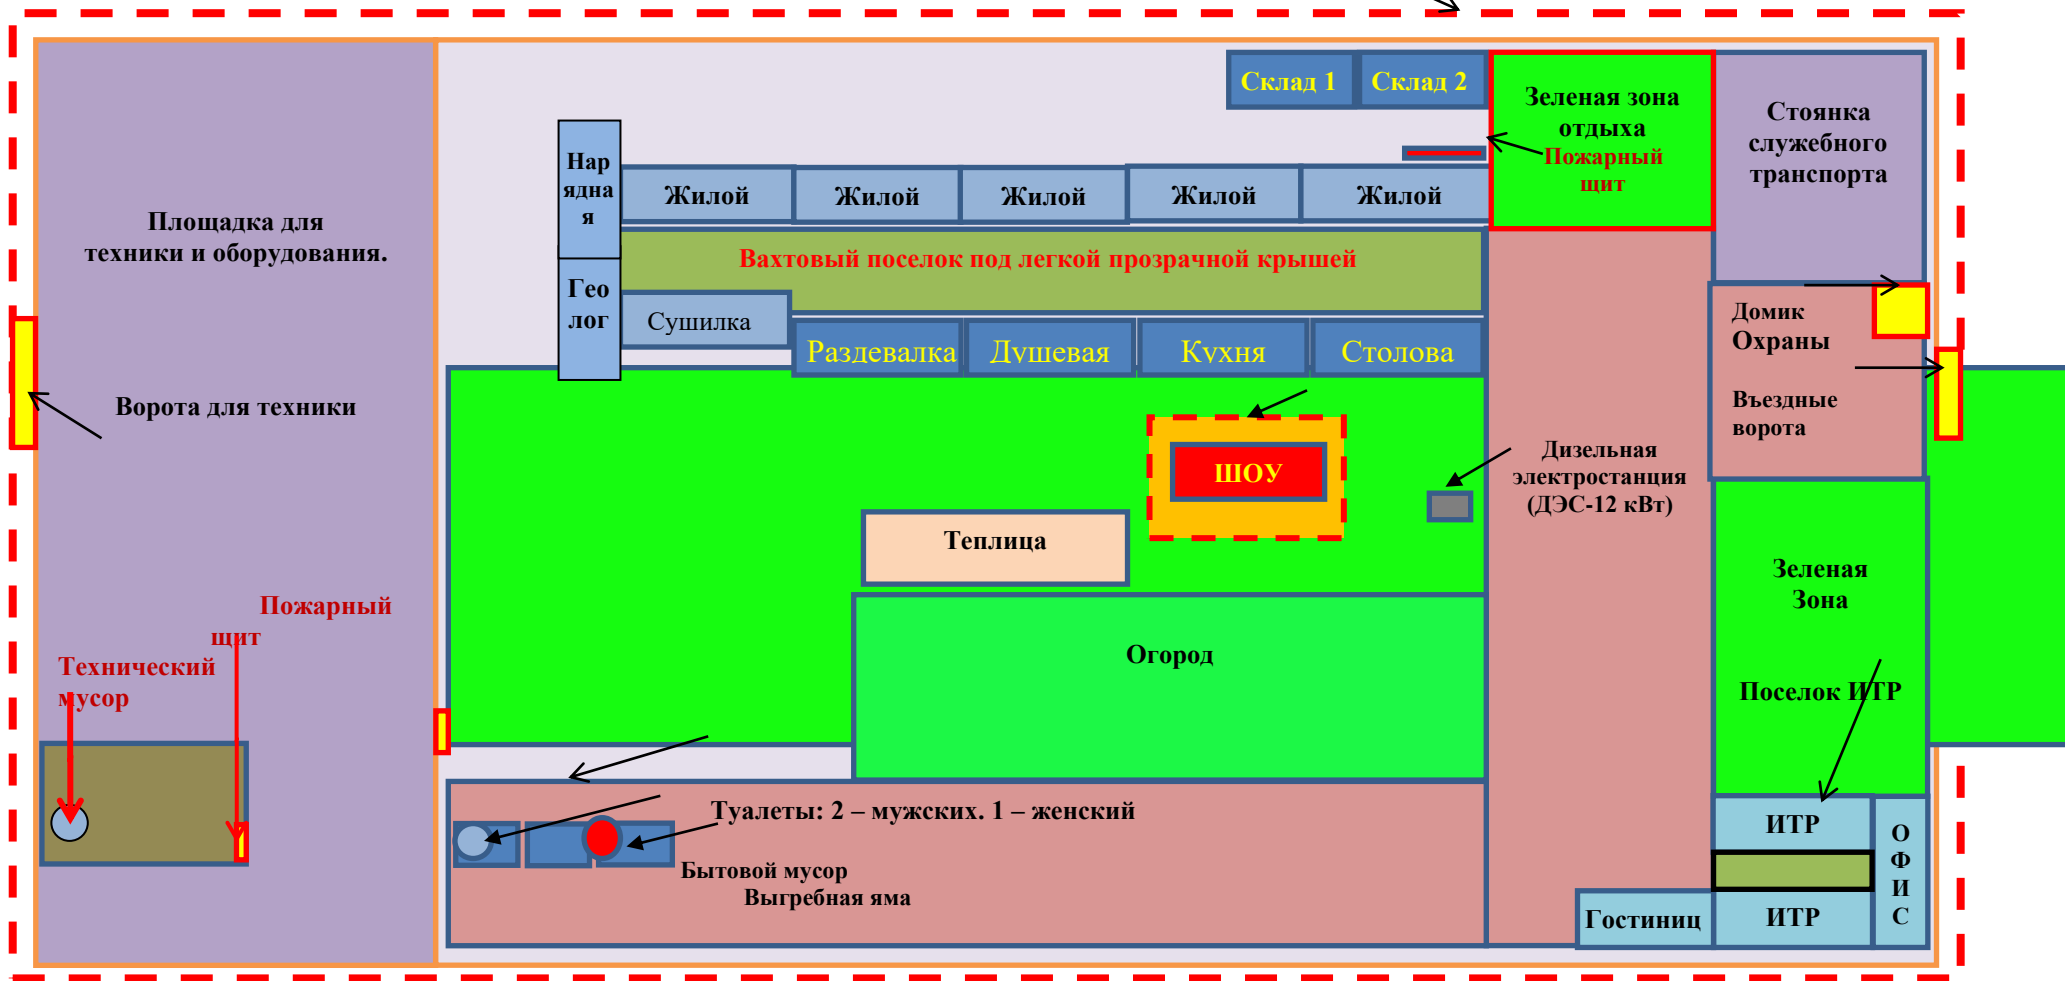 Склад 1
Склад 2
Зеленая зона
отдыха
Пожарный
щит
Стоянка
служебного
транспорта
Нар
ядна
я
Жилой
Жилой
Жилой
Жилой
Жилой
Площадка для
техники и оборудования.
Вахтовый поселок под легкой прозрачной крышей
Гео
лог
Сушилка
Раздевалка
Душевая
Кухня
Столова
Домик
Охраны
Въездные
ворота
Ворота для техники
ШОУ
Дизельная
электростанция
(ДЭС-12 кВт)
Теплица
Зеленая
Зона
Пожарный
щит
Технический
мусор
Огород
Поселок ИТР
Туалеты: 2 – мужских. 1 – женский
Бытовой мусор
Выгребная яма
ИТР
О
Ф
И
С
Гостиниц
ИТР